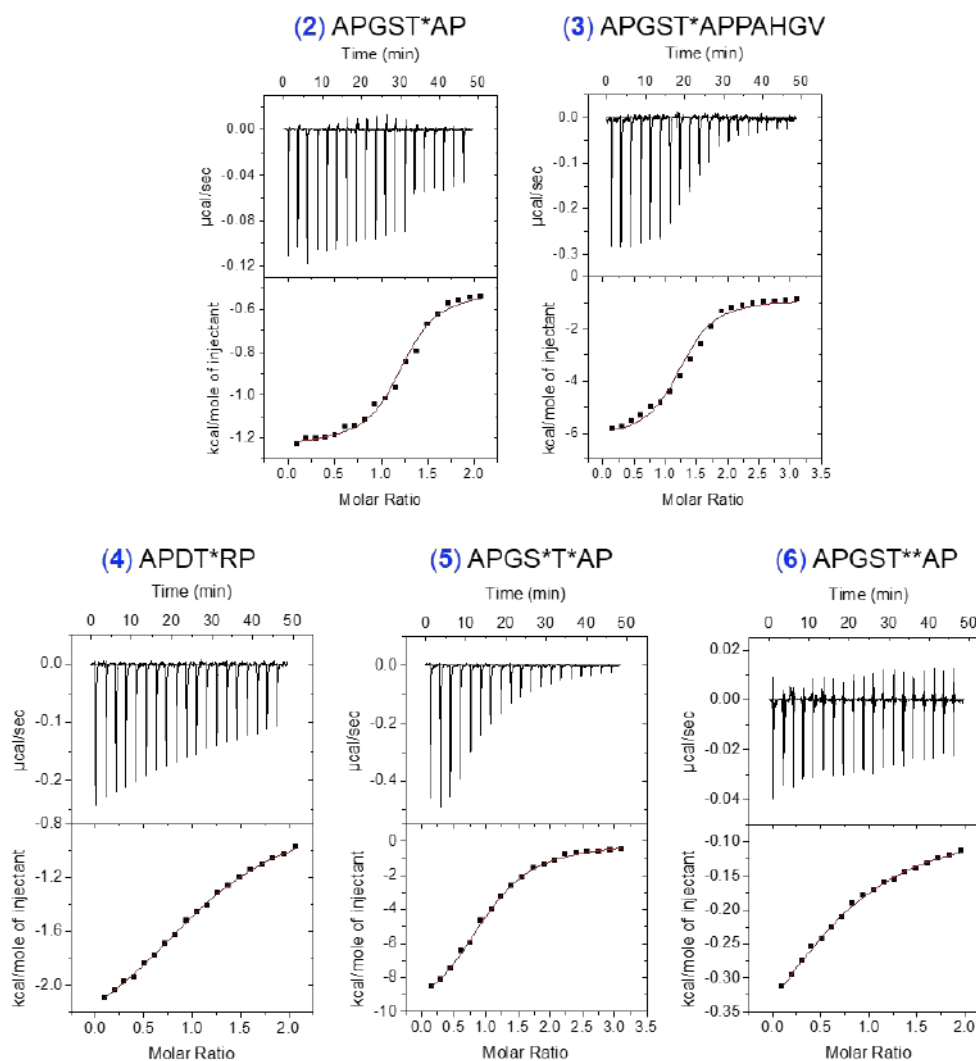 (2) APGST*AP
Time (min)
0 10 20 30 40 50
0.00
-0.04
-0.08
-0.12
µcal/sec
-0.6
-0.8
-1.0
-1.2
kcal/mole of injectant
0.0 0.5 1.0 1.5 2.0
Molar Ratio
(3) APGST*APPAHGV
Time (min)
0 10 20 30 40 50
0.0
-0.1
-0.2
-0.3
µcal/sec
0
-2
-4
-6
kcal/mole of injectant
0.0 0.5 1.0 1.5 2.0 2.5 3.0 3.5
Molar Ratio
(4) APDT*RP
Time (min)
0 10 20 30 40 50
0.0
-0.1
-0.2
µcal/sec
-0.8
-1.2
-1.6
-2.0
kcal/mole of injectant
0.0 0.5 1.0 1.5 2.0
Molar Ratio
(5) APGS*T*AP
Time (min)
0 10 20 30 40 50
0.0
-0.2
-0.4
µcal/sec
0
-2
-4
-6
-8
-10
kcal/mole of injectant
0.0 0.5 1.0 1.5 2.0 2.5 3.0 3.5
Molar Ratio
(6) APGST**AP
Time (min)
0 10 20 30 40 50
0.02
0.00
-0.02
-0.04
µcal/sec
-0.10
-0.15
-0.20
-0.25
-0.30
-0.35
kcal/mole of injectant
0.0 0.5 1.0 1.5 2.0
Molar Ratio